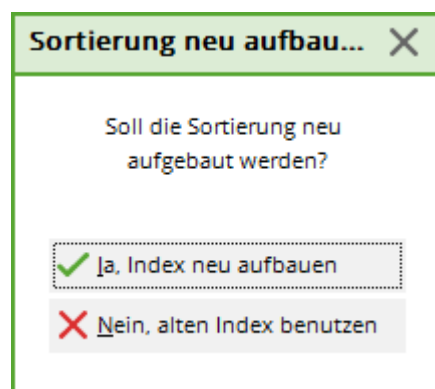 Sortierung neu aufbau...
Soll die Sortierung neu
aufgebaut werden?
Ja, Index neu aufbauen
Nein, alten Index benutzen